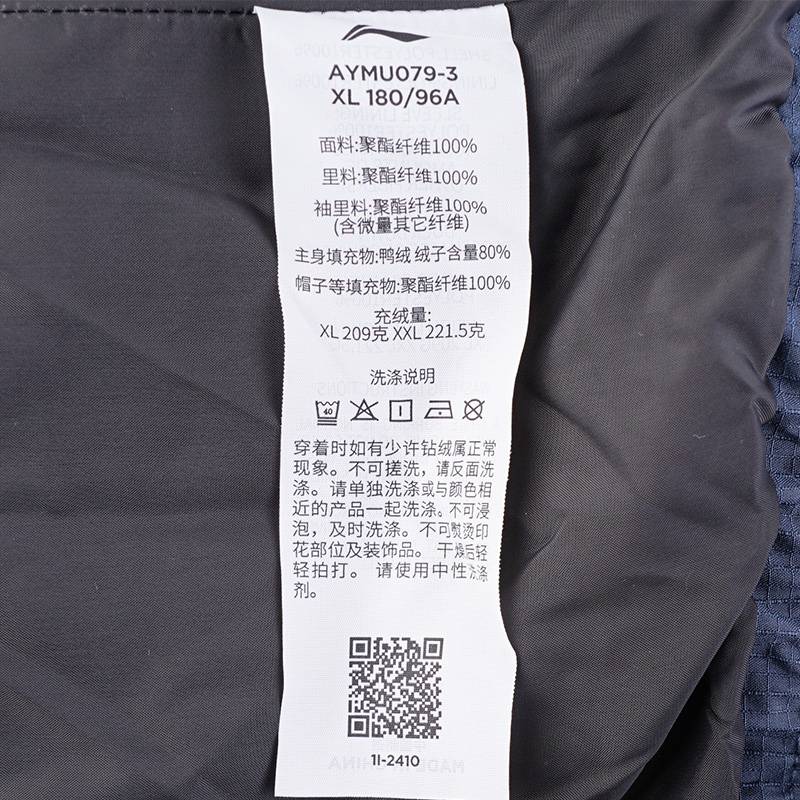 AYMU079-3
XL 180/96A
面料:聚酯纤维100%
里料:聚酯纤维100%
袖里料:聚酯纤维100%
(含微量其它纤维)
主身填充物:鸭绒 绒子含量80%
帽子等填充物:聚酯纤维100%
充绒量:
XL 209克 XXL 221.5克
洗涤说明
40
穿着时如有少许钻绒属正常
现象。不可搓洗，请反面洗
涤。请单独洗涤或与颜色相
近的产品一起洗涤。不可浸
泡，及时洗涤。不可熨烫印
花部位及装饰品。干燥后轻
轻拍打。请使用中性洗涤
剂。
1I-2410